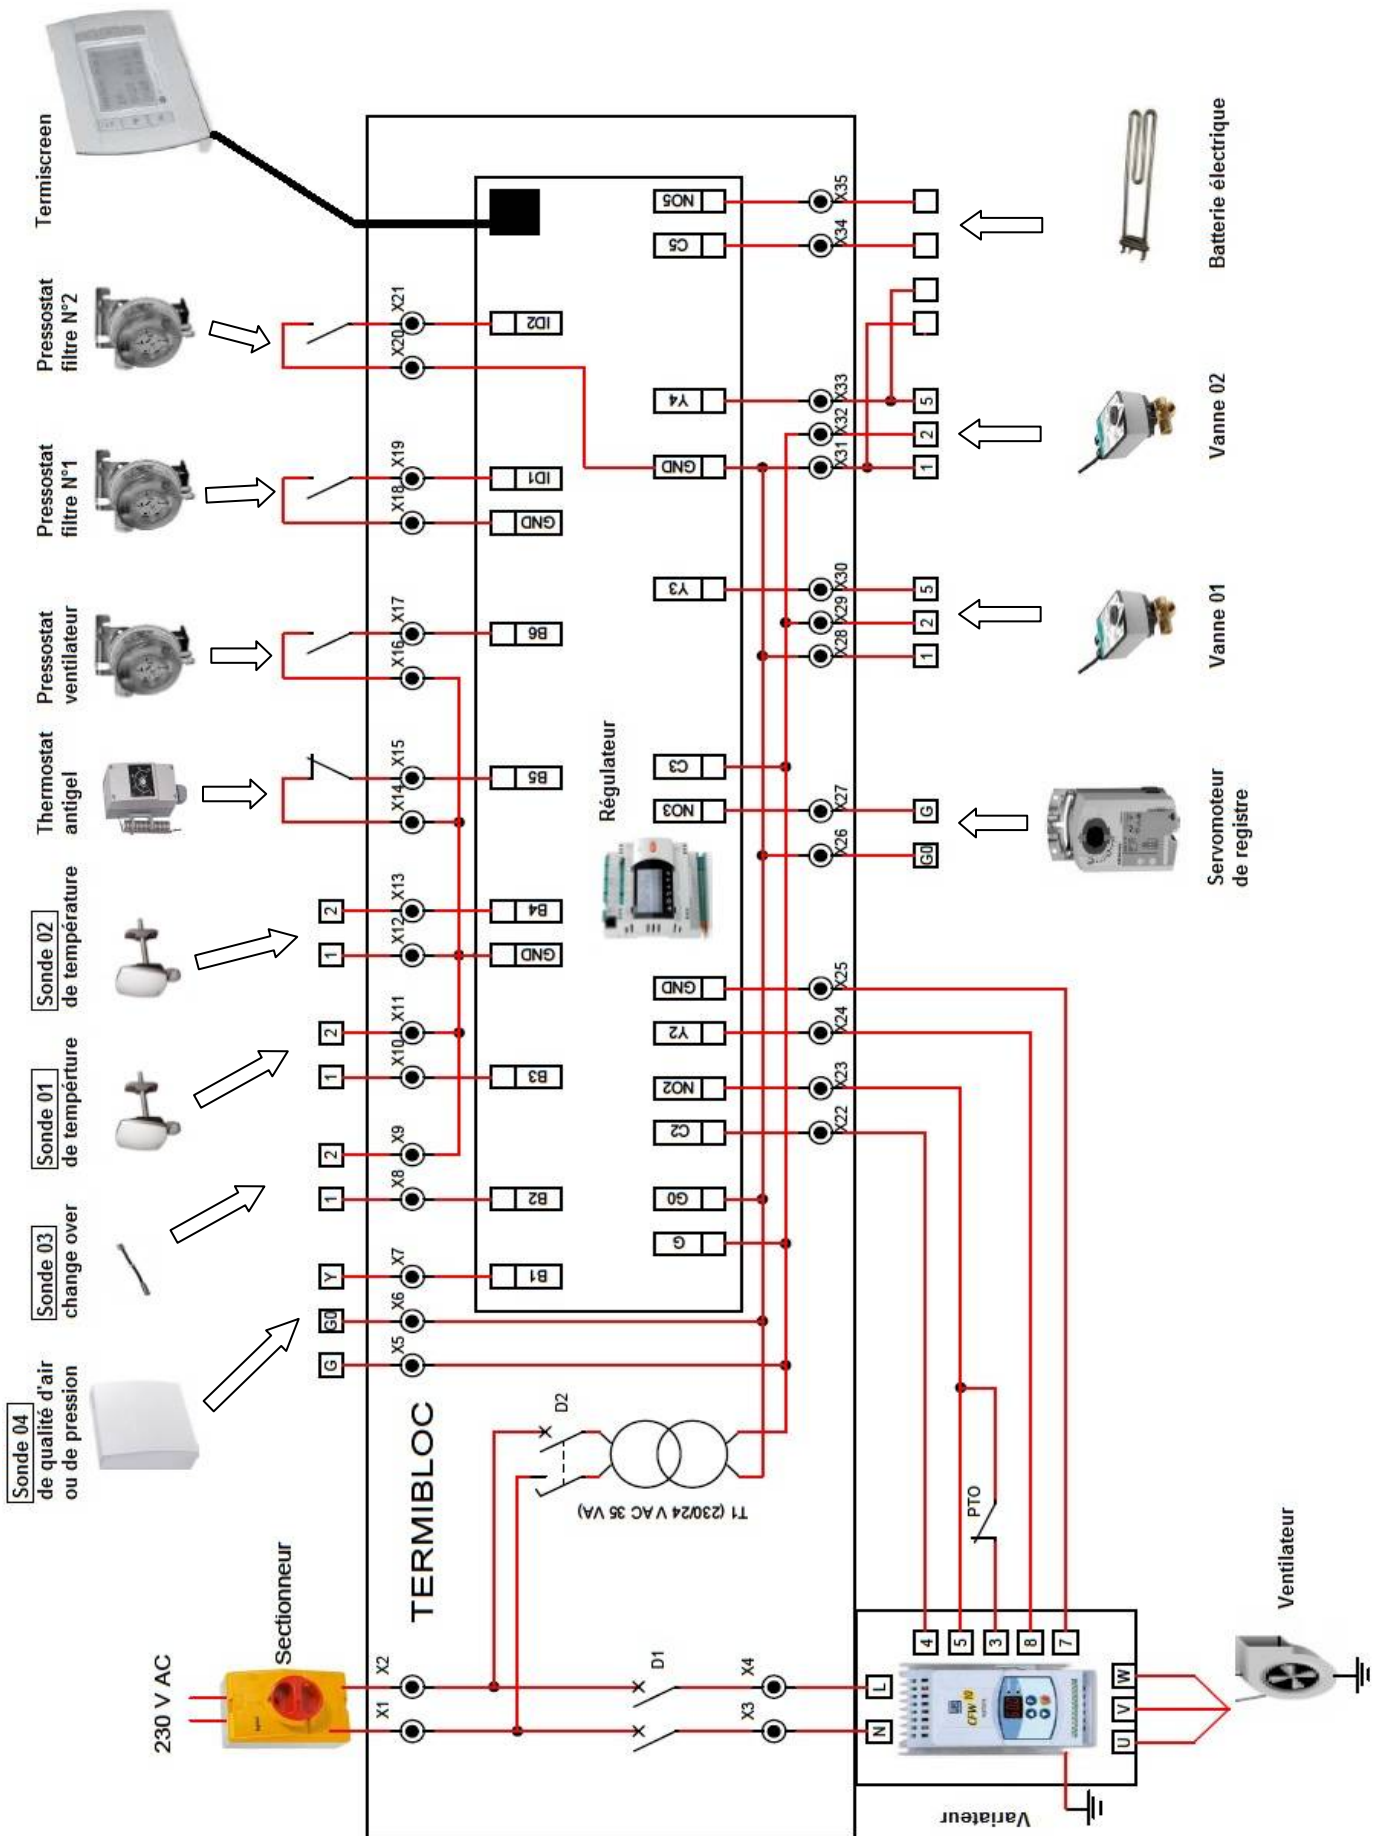 Termiscreen
Pressostat
filtre N°2
Pressostat
filtre N°1
Pressostat
ventilateur
Thermostat
antigel
Sonde 02
de température
Sonde 01
de températurre
Sonde 03
change over
Sonde 04
de qualité d'air
ou de pression
Sectionneur
230 V AC
X21
X20
X19
X18
X17
X16
X15
X14
2
X13
1
X12
2
X11
1
X10
2
X9
1
X8
Y
X7
G0
X6
G
X5
X2
X1
ID2
ID1
GND
B6
B5
B4
GND
B3
B2
B1
Régulateur
NO5
C5
Y4
GND
Y3
C3
NO3
GND
Y2
NO2
C2
G0
G
TERMIBLOC
D2
T1 (230/24 V AC 35 VA)
D1
X35
X34
X33
X32
X31
X30
X29
X28
X27
X26
X25
X24
X23
X22
X4
X3
5
2
1
5
2
1
G
G0
PTO
4
5
3
8
7
L
N
CFW 10
W
V
U
Variateur
Batterie électrique
Vanne 02
Vanne 01
Servomoteur
de registre
Ventilateur